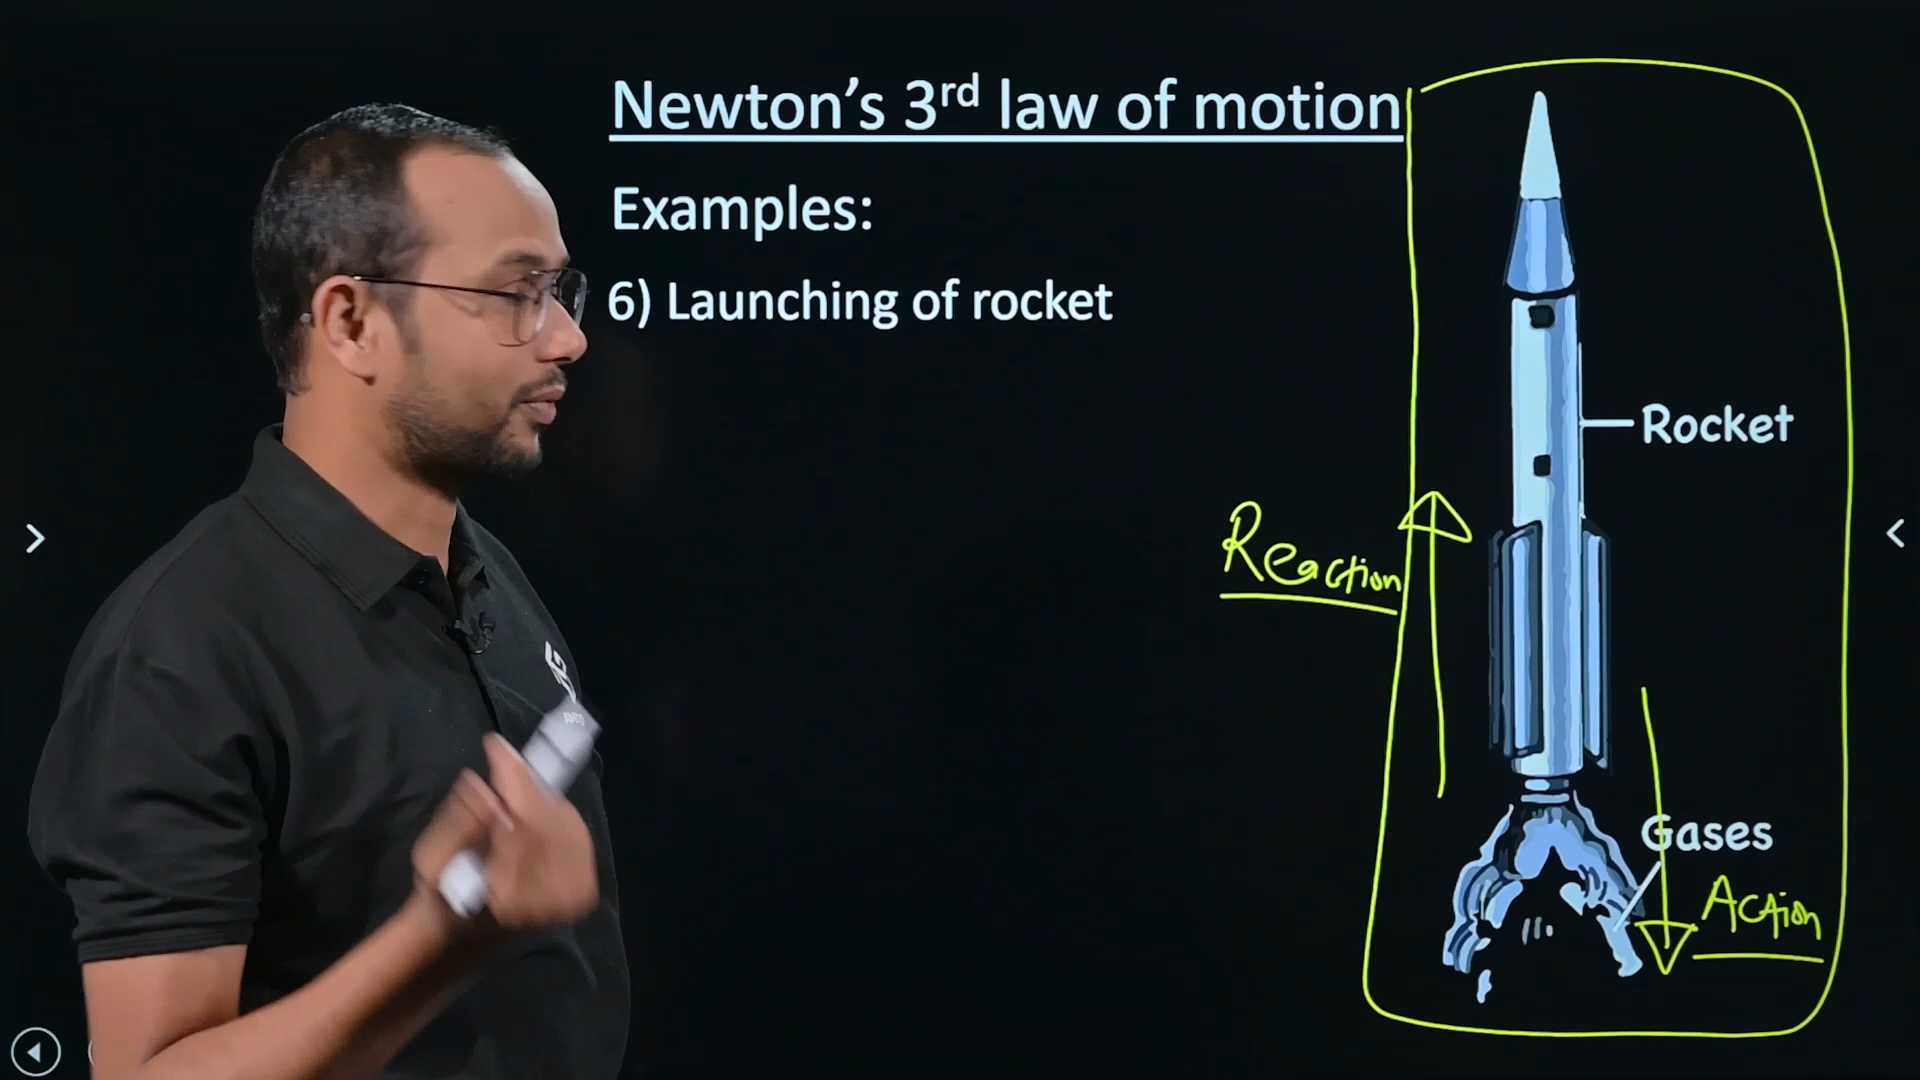 Newton’s 3rd law of motion
Examples:
6) Launching of rocket
Rocket
Reaction
Gases
Action